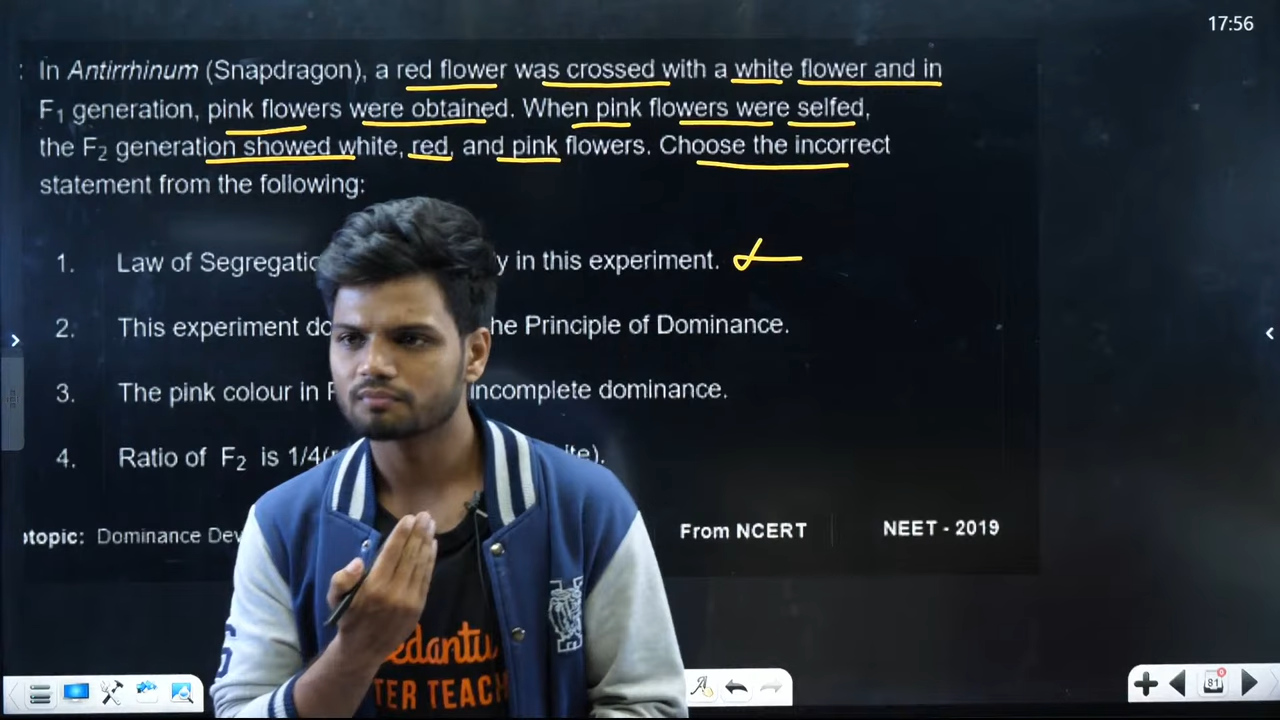 17:56
: In Antirrhinum (Snapdragon), a red flower was crossed with a white flower and in
F1 generation, pink flowers were obtained. When pink flowers were selfed,
the F2 generation showed white, red, and pink flowers. Choose the incorrect
statement from the following:
1. Law of y in this experiment.
2. This experiment he Principle of Dominance.
3. The pink colour in incomplete dominance.
4. Ratio of F2 is 1/4(
topic: Dominance From NCERT NEET - 2019
81
edantu
TER TEACH